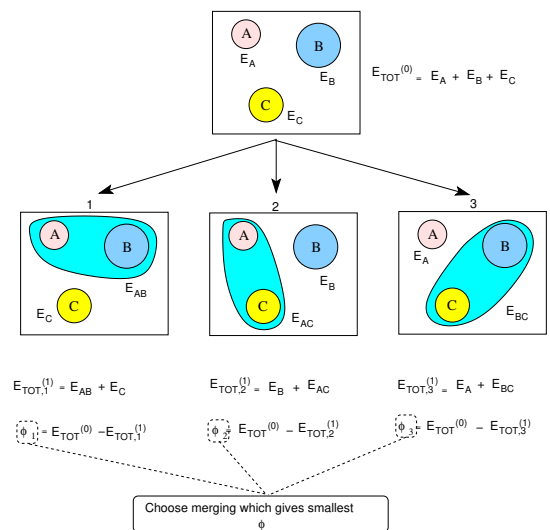 A
B
E_A
E_B
C
E_C
E_TOT^(0) = E_A + E_B + E_C
1
2
3
A
B
E_AB
E_C
C
A
B
E_B
C
E_AC
A
E_A
B
C
E_BC
E_TOT,1^(1) = E_AB + E_C
E_TOT,2^(1) = E_B + E_AC
E_TOT,3^(1) = E_A + E_BC
ϕ_1 = E_TOT^(0) − E_TOT,1^(1)
ϕ_2 = E_TOT^(0) − E_TOT,2^(1)
ϕ_3 = E_TOT^(0) − E_TOT,3^(1)
Choose merging which gives smallest
ϕ